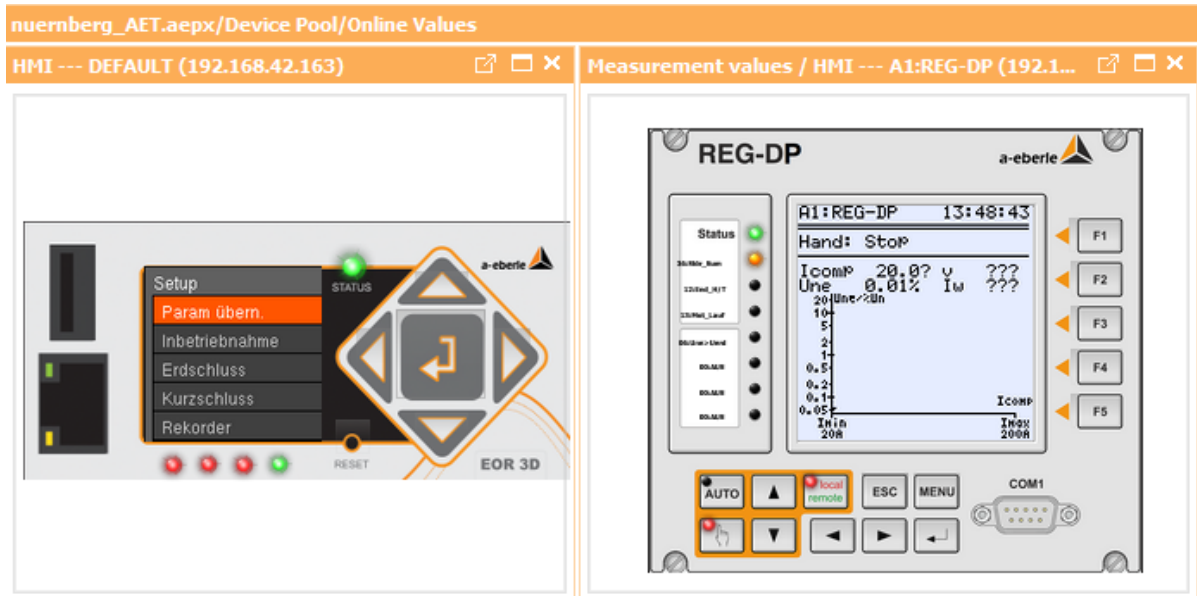 nuernberg_AET.aepx/Device Pool/Online Values
HMI --- DEFAULT (192.168.42.163)
a-eberle
Setup
STATUS
Param übern.
Inbetriebnahme
Erdschluss
Kurzschluss
Rekorder
RESET
EOR 3D
Measurement values / HMI --- A1:REG-DP (192.1...
REG-DP
a-eberle
Status
A1:REG-DP 13:48:43
Hand: Stop
Icomp 20.0? v ???
Une 0.01% Iw ???
20 Une/%Un
10
5
2
1
0.5
0.2
0.1
Icomp
0.05
Imin Imax
20A 200A
F1
F2
F3
F4
F5
AUTO
local
remote
ESC
MENU
COM1